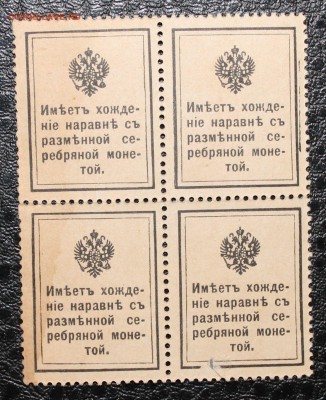 Имѣетъ хожде-
ніе наравнѣ съ
размѣнной се-
ребряной моне-
той.
Имѣетъ хожде-
ніе наравнѣ съ
размѣнной се-
ребряной моне-
той.
Имѣетъ хожде-
ніе наравнѣ съ
размѣнной се-
ребряной моне-
той.
Имѣетъ хожде-
ніе наравнѣ съ
размѣнной се-
ребряной моне-
той.